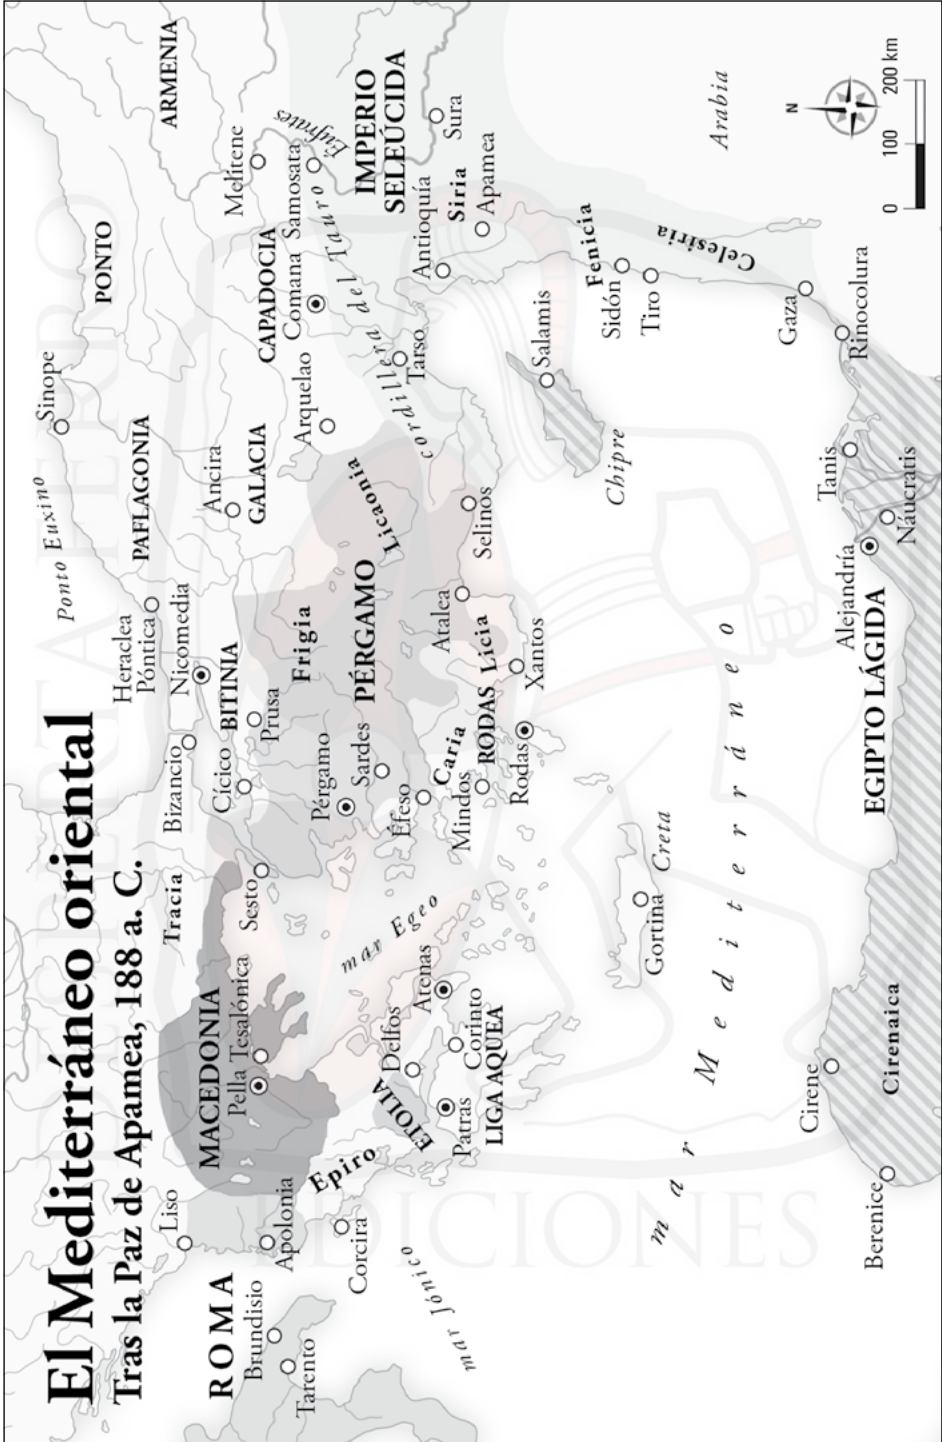 El Mediterráneo oriental
Tras la Paz de Apamea, 188 a. C.
ROMA
Brundisio
Tarento
Liso
Apolonia
Corcira
mar Jónico
Epiro
MACEDONIA
Pella
Tesalónica
Tracia
Sesto
ETOLIA
Delfos
Patras
LIGA AQUEA
Corinto
Atenas
mar Egeo
Bizancio
Cícico
BITINIA
Prusa
Nicomedia
Heraclea
Póntica
Ponto Euxino
PAFLAGONIA
Sinope
PONTO
ARMENIA
Ancira
GALACIA
Frigia
PÉRGAMO
Pérgamo
Sardes
Éfeso
Caria
Mindos
RODAS
Rodas
Licia
Xantos
Atalea
Licaonia
Selinos
Arquelao
CAPADOCIA
Comana
Melitene
Samosata
Eufrates
cordillera del Tauro
Tarso
IMPERIO
SELEÚCIDA
Antioquía
Siria
Sura
Apamea
Salamis
Chipre
Fenicia
Sidón
Tiro
Celesiria
Arabia
Gaza
Rinocolura
Tanis
Náucratis
Alejandría
EGIPTO LÁGIDA
Creta
Gortina
mar Mediterráneo
Cirene
Cirenaica
Berenice
N
0 100 200 km
DESPERTA FERRO
EDICIONES